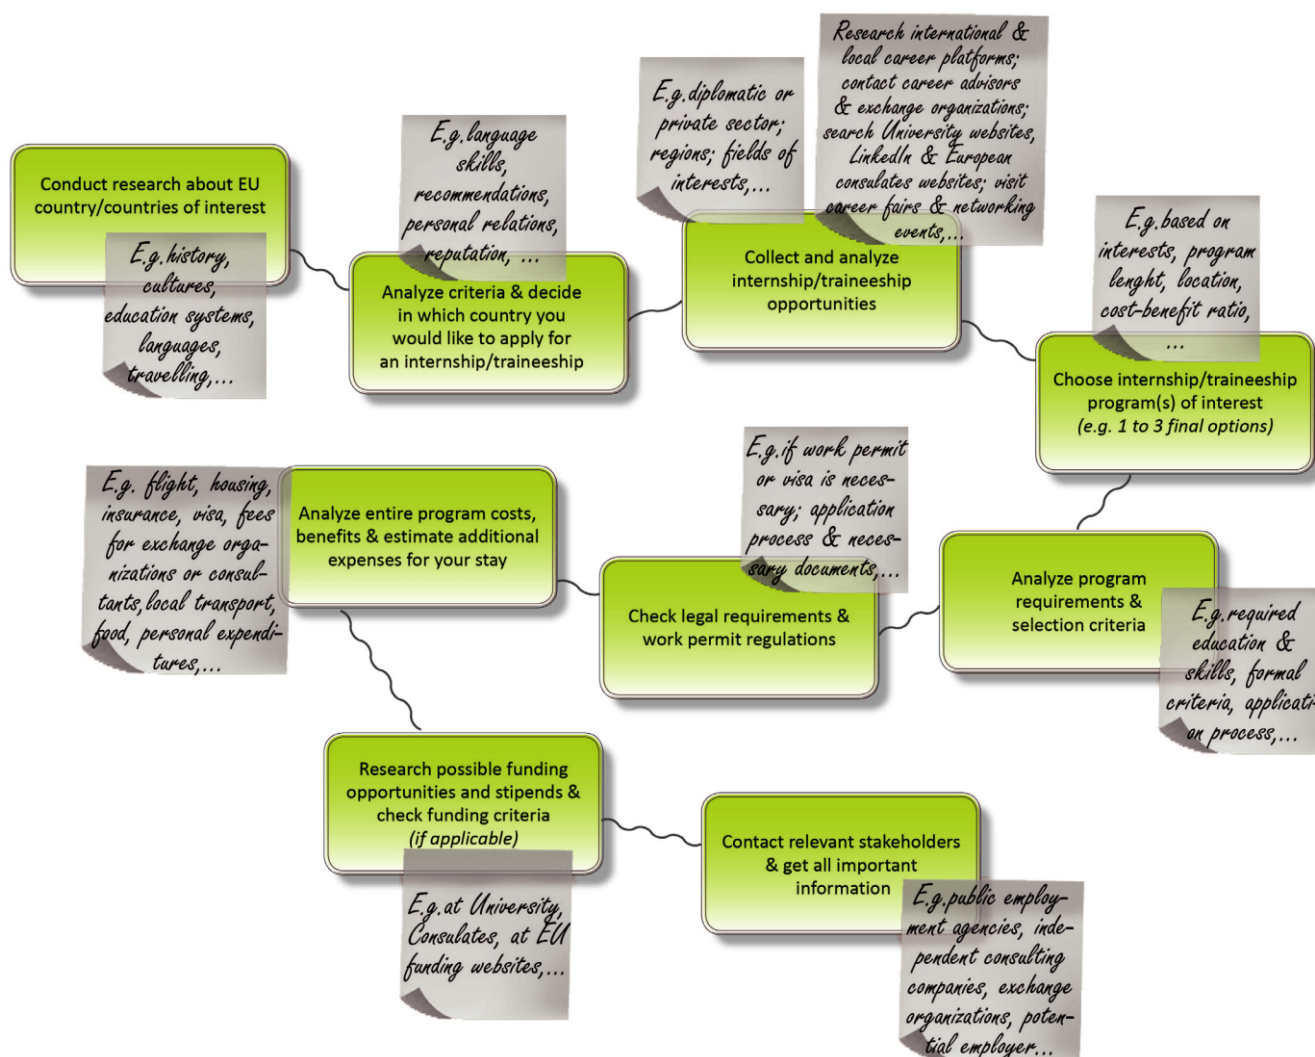 Conduct research about EU
country/countries of interest
E.g.history,
cultures,
education systems,
languages,
travelling,...
E.g.language
skills,
recommendations,
personal relations,
reputation, ...
Analyze criteria & decide
in which country you
would like to apply for
an internship/traineeship
E.g.diplomatic or
private sector;
regions; fields of
interests,...
Research international &
local career platforms;
contact career advisors
& exchange organizations;
search University websites,
LinkedIn & European
consulates websites; visit
career fairs & networking
events,...
Collect and analyze
internship/traineeship
opportunities
E.g.based on
interests, program
lenght, location,
cost-benefit ratio,
...
Choose internship/traineeship
program(s) of interest
(e.g. 1 to 3 final options)
Analyze program
requirements &
selection criteria
E.g.required
education &
skills, formal
criteria, applicati-
on process,...
E.g.if work permit
or visa is neces-
sary; application
process & neces-
sary documents,...
Check legal requirements &
work permit regulations
Analyze entire program costs,
benefits & estimate additional
expenses for your stay
E.g. flight, housing,
insurance, visa, fees
for exchange orga-
nizations or consul-
tants,local transport,
food, personal expendi-
tures,...
Research possible funding
opportunities and stipends &
check funding criteria
(if applicable)
E.g.at University,
Consulates, at EU
funding websites,...
Contact relevant stakeholders
& get all important
information
E.g.public employ-
ment agencies, inde-
pendent consulting
companies, exchange
organizations, poten-
tial employer...